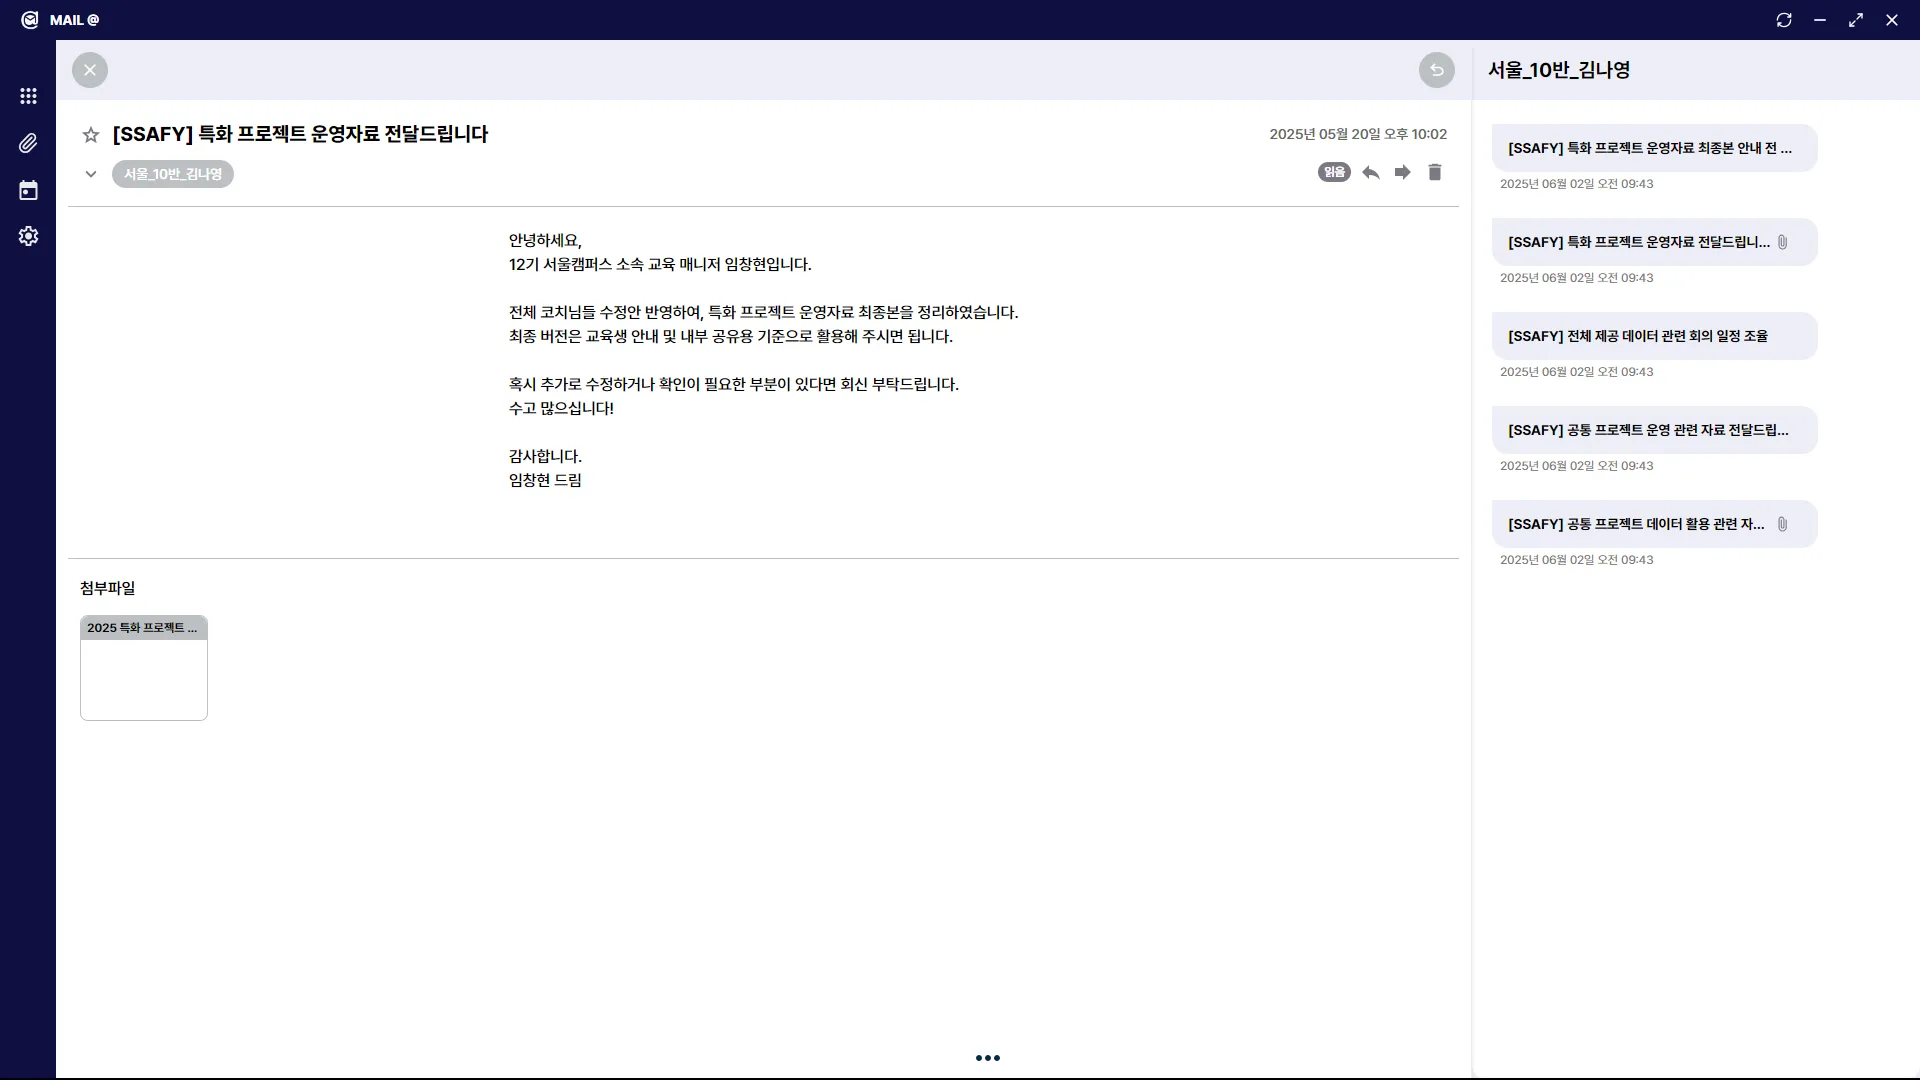 MAIL @
[SSAFY] 특화 프로젝트 운영자료 전달드립니다
2025년 05월 20일 오후 10:02
서울_10반_김나영
읽음
안녕하세요,
12기 서울캠퍼스 소속 교육 매니저 임창현입니다.
전체 코치님들 수정안 반영하여, 특화 프로젝트 운영자료 최종본을 정리하였습니다.
최종 버전은 교육생 안내 및 내부 공유용 기준으로 활용해 주시면 됩니다.
혹시 추가로 수정하거나 확인이 필요한 부분이 있다면 회신 부탁드립니다.
수고 많으십니다!
감사합니다.
임창현 드림
첨부파일
2025 특화 프로젝트 ...
서울_10반_김나영
[SSAFY] 특화 프로젝트 운영자료 최종본 안내 전 ...
2025년 06월 02일 오전 09:43
[SSAFY] 특화 프로젝트 운영자료 전달드립니...
2025년 06월 02일 오전 09:43
[SSAFY] 전체 제공 데이터 관련 회의 일정 조율
2025년 06월 02일 오전 09:43
[SSAFY] 공통 프로젝트 운영 관련 자료 전달드립...
2025년 06월 02일 오전 09:43
[SSAFY] 공통 프로젝트 데이터 활용 관련 자...
2025년 06월 02일 오전 09:43